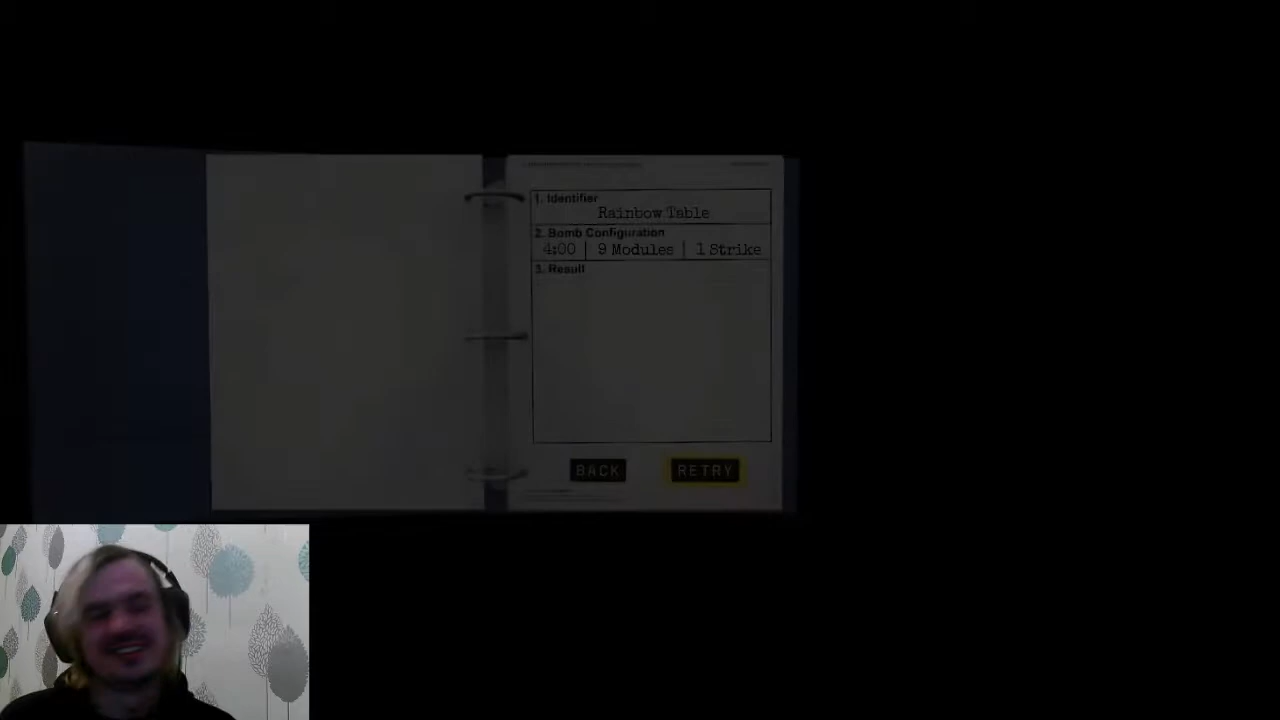 1. Identifier
Rainbow Table
2. Bomb Configuration
4:00 | 9 Modules | 1 Strike
3. Result
BACK RETRY